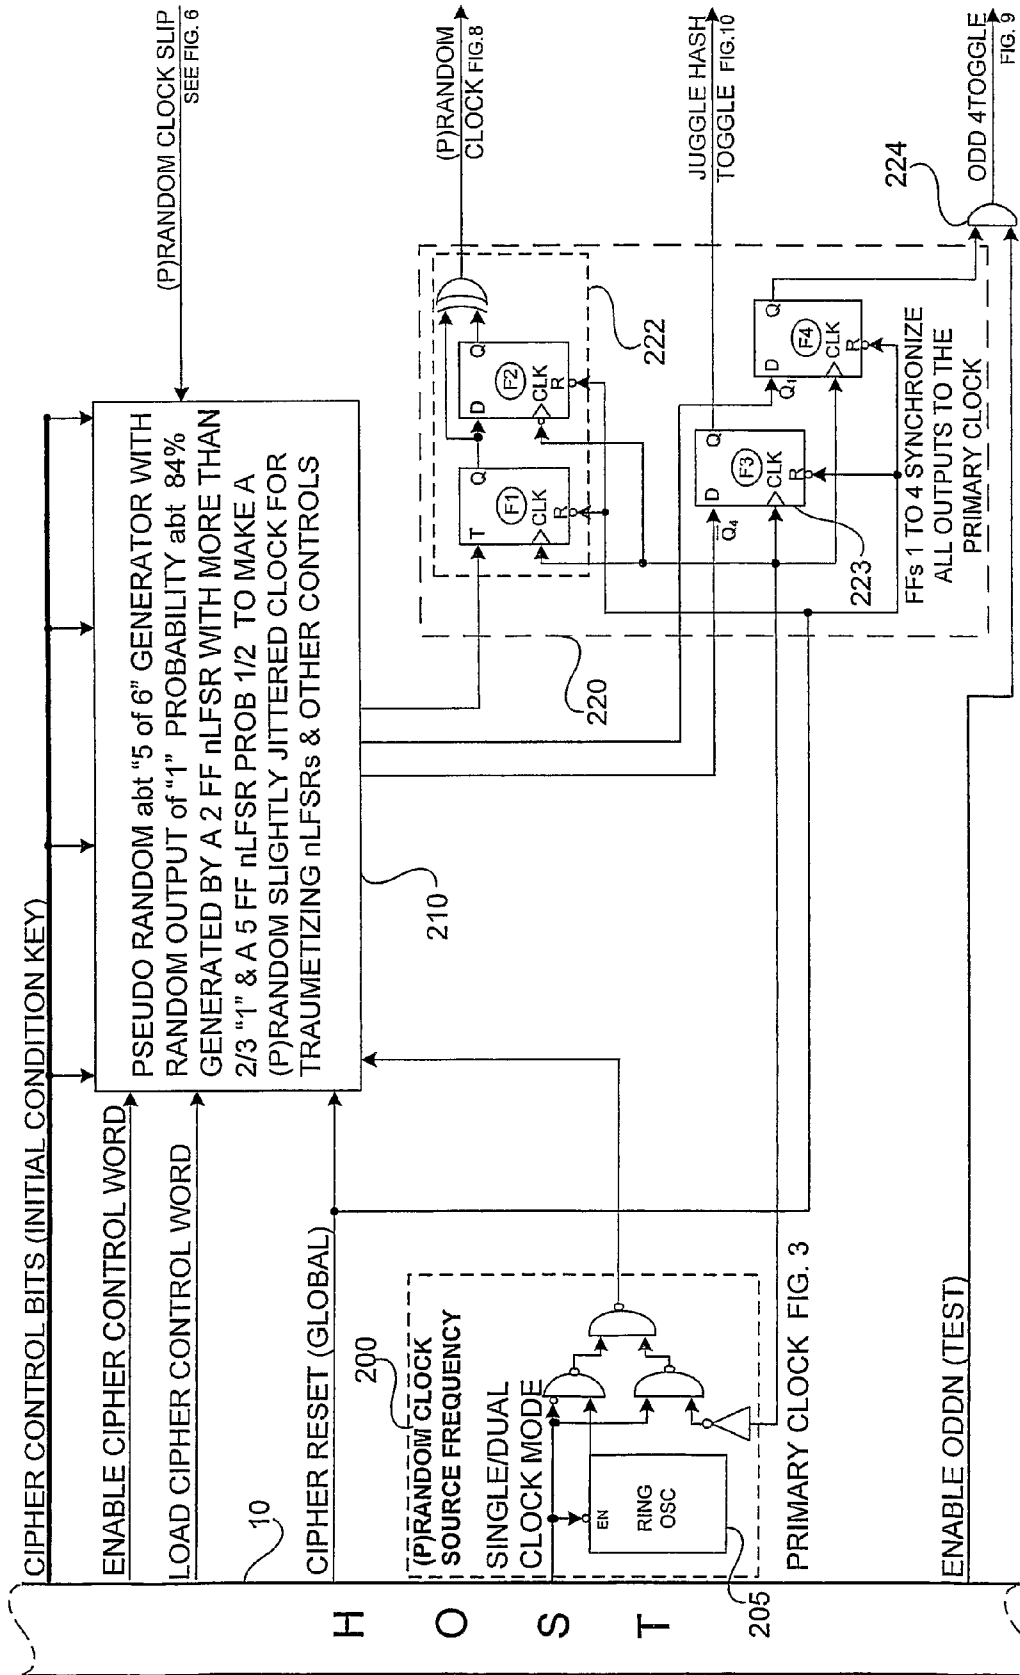 CIPHER CONTROL BITS (INITIAL CONDITION KEY)
ENABLE CIPHER CONTROL WORD
LOAD CIPHER CONTROL WORD
CIPHER RESET (GLOBAL)
10
H O S T
PSEUDO RANDOM abt "5 of 6" GENERATOR WITH
RANDOM OUTPUT of "1" PROBABILITY abt 84%
GENERATED BY A 2 FF nLFSR WITH MORE THAN
2/3 "1" & A 5 FF nLFSR PROB 1/2 TO MAKE A
(P)RANDOM SLIGHTLY JITTERED CLOCK FOR
TRAUMETIZING nLFSRs & OTHER CONTROLS
210
(P)RANDOM CLOCK SLIP
SEE FIG. 6
200
(P)RANDOM CLOCK
SOURCE FREQUENCY
SINGLE/DUAL
CLOCK MODE
EN
RING
OSC
205
PRIMARY CLOCK FIG. 3
ENABLE ODDN (TEST)
T
Q
F1
CLK
R
D
Q
F2
CLK
R
222
(P)RANDOM
CLOCK FIG.8
D
Q
Q4
F3
CLK
R
223
JUGGLE HASH
TOGGLE FIG.10
D
Q
Q1
F4
CLK
R
FFs 1 TO 4 SYNCHRONIZE
ALL OUTPUTS TO THE
PRIMARY CLOCK
220
224
ODD 4TOGGLE
FIG. 9